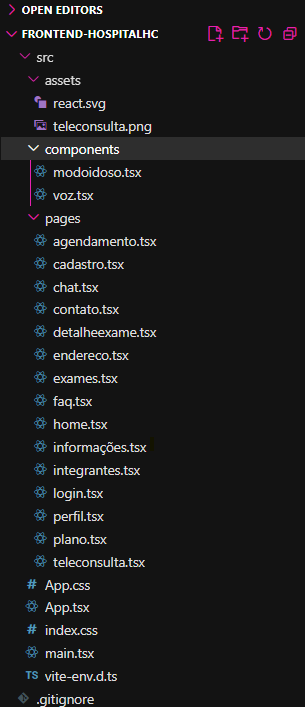 OPEN EDITORS
FRONTEND-HOSPITALHC
src
assets
react.svg
teleconsulta.png
components
modoidoso.tsx
voz.tsx
pages
agendamento.tsx
cadastro.tsx
chat.tsx
contato.tsx
detalheexame.tsx
endereco.tsx
exames.tsx
faq.tsx
home.tsx
informações.tsx
integrantes.tsx
login.tsx
perfil.tsx
plano.tsx
teleconsulta.tsx
# App.css
App.tsx
# index.css
main.tsx
TS vite-env.d.ts
.gitignore